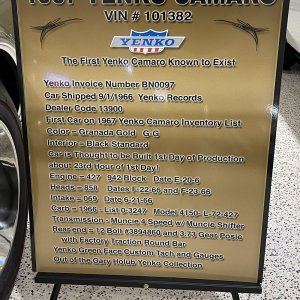 1967 YENKO CAMARO
VIN # 101382
YENKO
The First Yenko Camaro Known to Exist
Yenko Invoice Number BN0097
Car Shipped 9/1/1966 Yenko Records
Dealer Code 13900
First Car on 1967 Yenko Camaro Inventory List
Color = Granada Gold G-G
Interior = Black Standard
Car is Thought to be Built 1st Day of Production
about 23rd Hour of 1st Day!
Engine = 427 942 Block Date E-20-6
Heads = 858 Dates F-22-66 and F-23-66
Intake = 069 Date 6-21-66
Carb = 1966 - List 0-3247 Model 4150- L-72-427
Transmission - Muncie 4 Speed w/ Muncie Shifter
Rear end = 12 Bolt #3894860 and 3.73 Gear Posie
with Factory Traction Round Bar
Yenko Green Face Custom Tach and Gauges
Out of the Gary Holub Yenko Collection